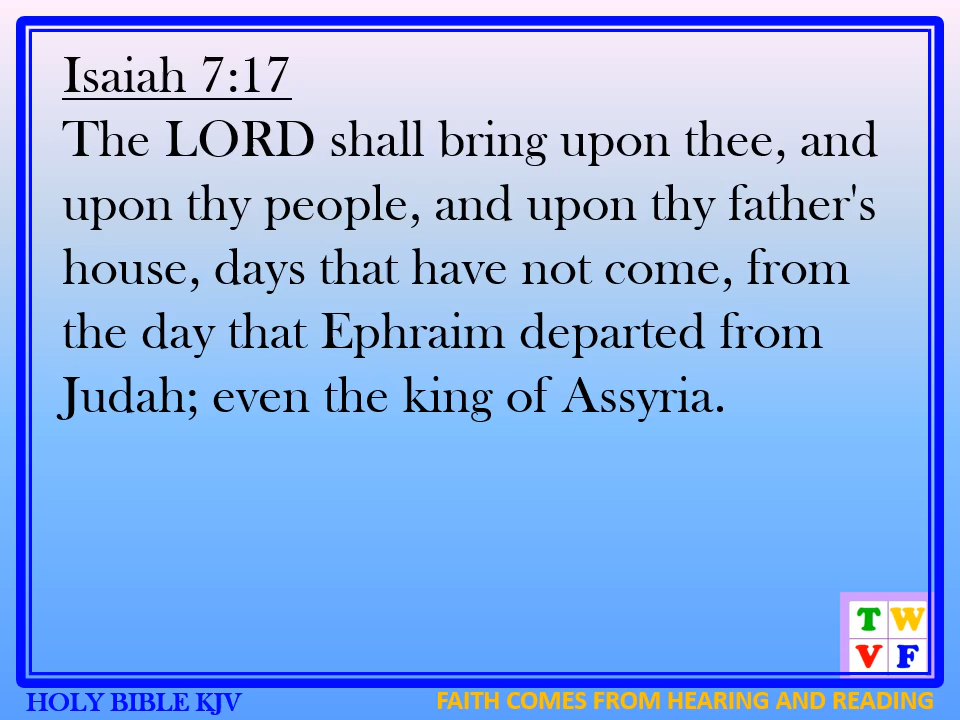 Isaiah 7:17
The LORD shall bring upon thee, and
upon thy people, and upon thy father's
house, days that have not come, from
the day that Ephraim departed from
Judah; even the king of Assyria.
T W
V F
HOLY BIBLE KJV
FAITH COMES FROM HEARING AND READING